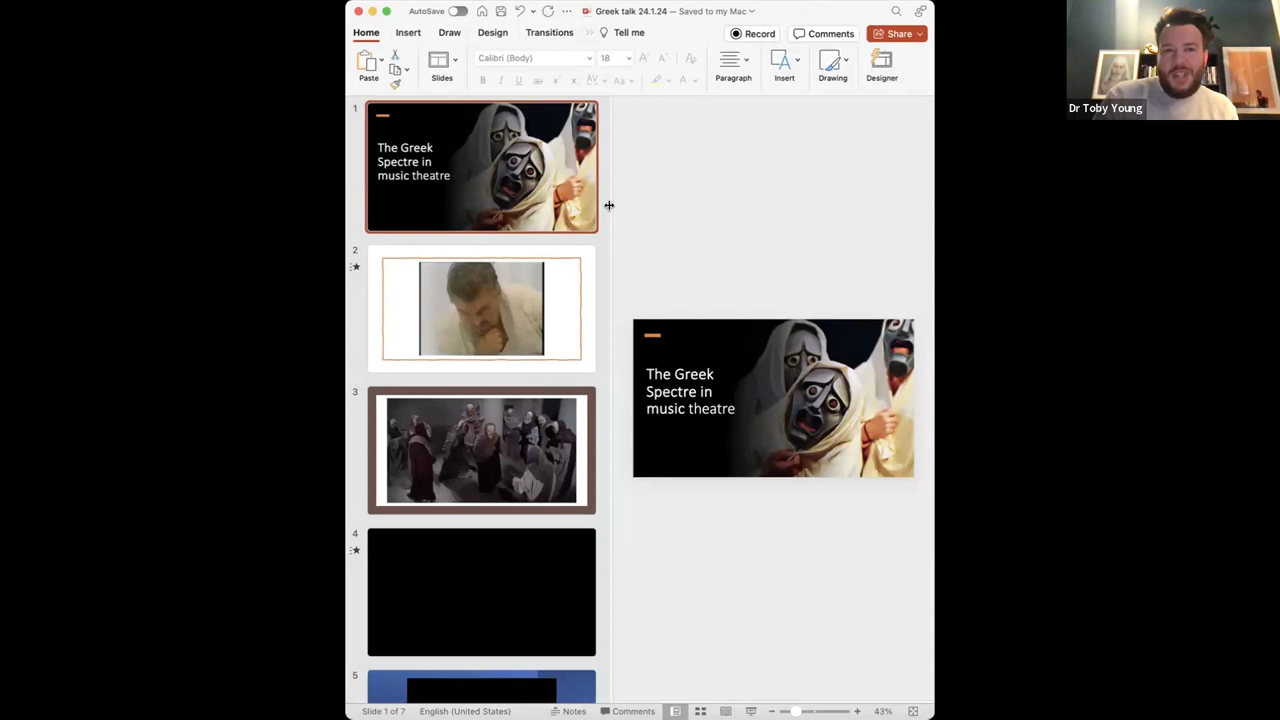 AutoSave
Greek talk 24.1.24 — Saved to my Mac
Home
Insert
Draw
Design
Transitions
Tell me
Record
Comments
Share
Paste
Slides
Calibri (Body)
18
B
I
U
ab
x
x
AV
Aa
A
Paragraph
Insert
Drawing
Designer
Dr Toby Young
1
The Greek
Spectre in
music theatre
2
3
4
5
The Greek
Spectre in
music theatre
Slide 1 of 7
English (United States)
Notes
Comments
43%